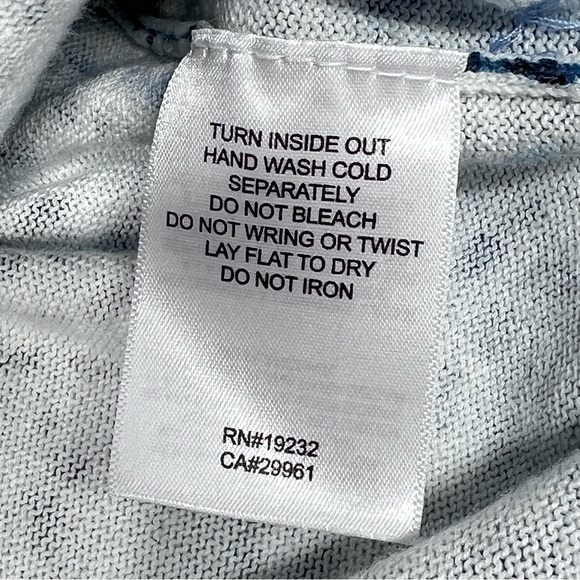 TURN INSIDE OUT
HAND WASH COLD
SEPARATELY
DO NOT BLEACH
DO NOT WRING OR TWIST
LAY FLAT TO DRY
DO NOT IRON
RN#19232
CA#29961